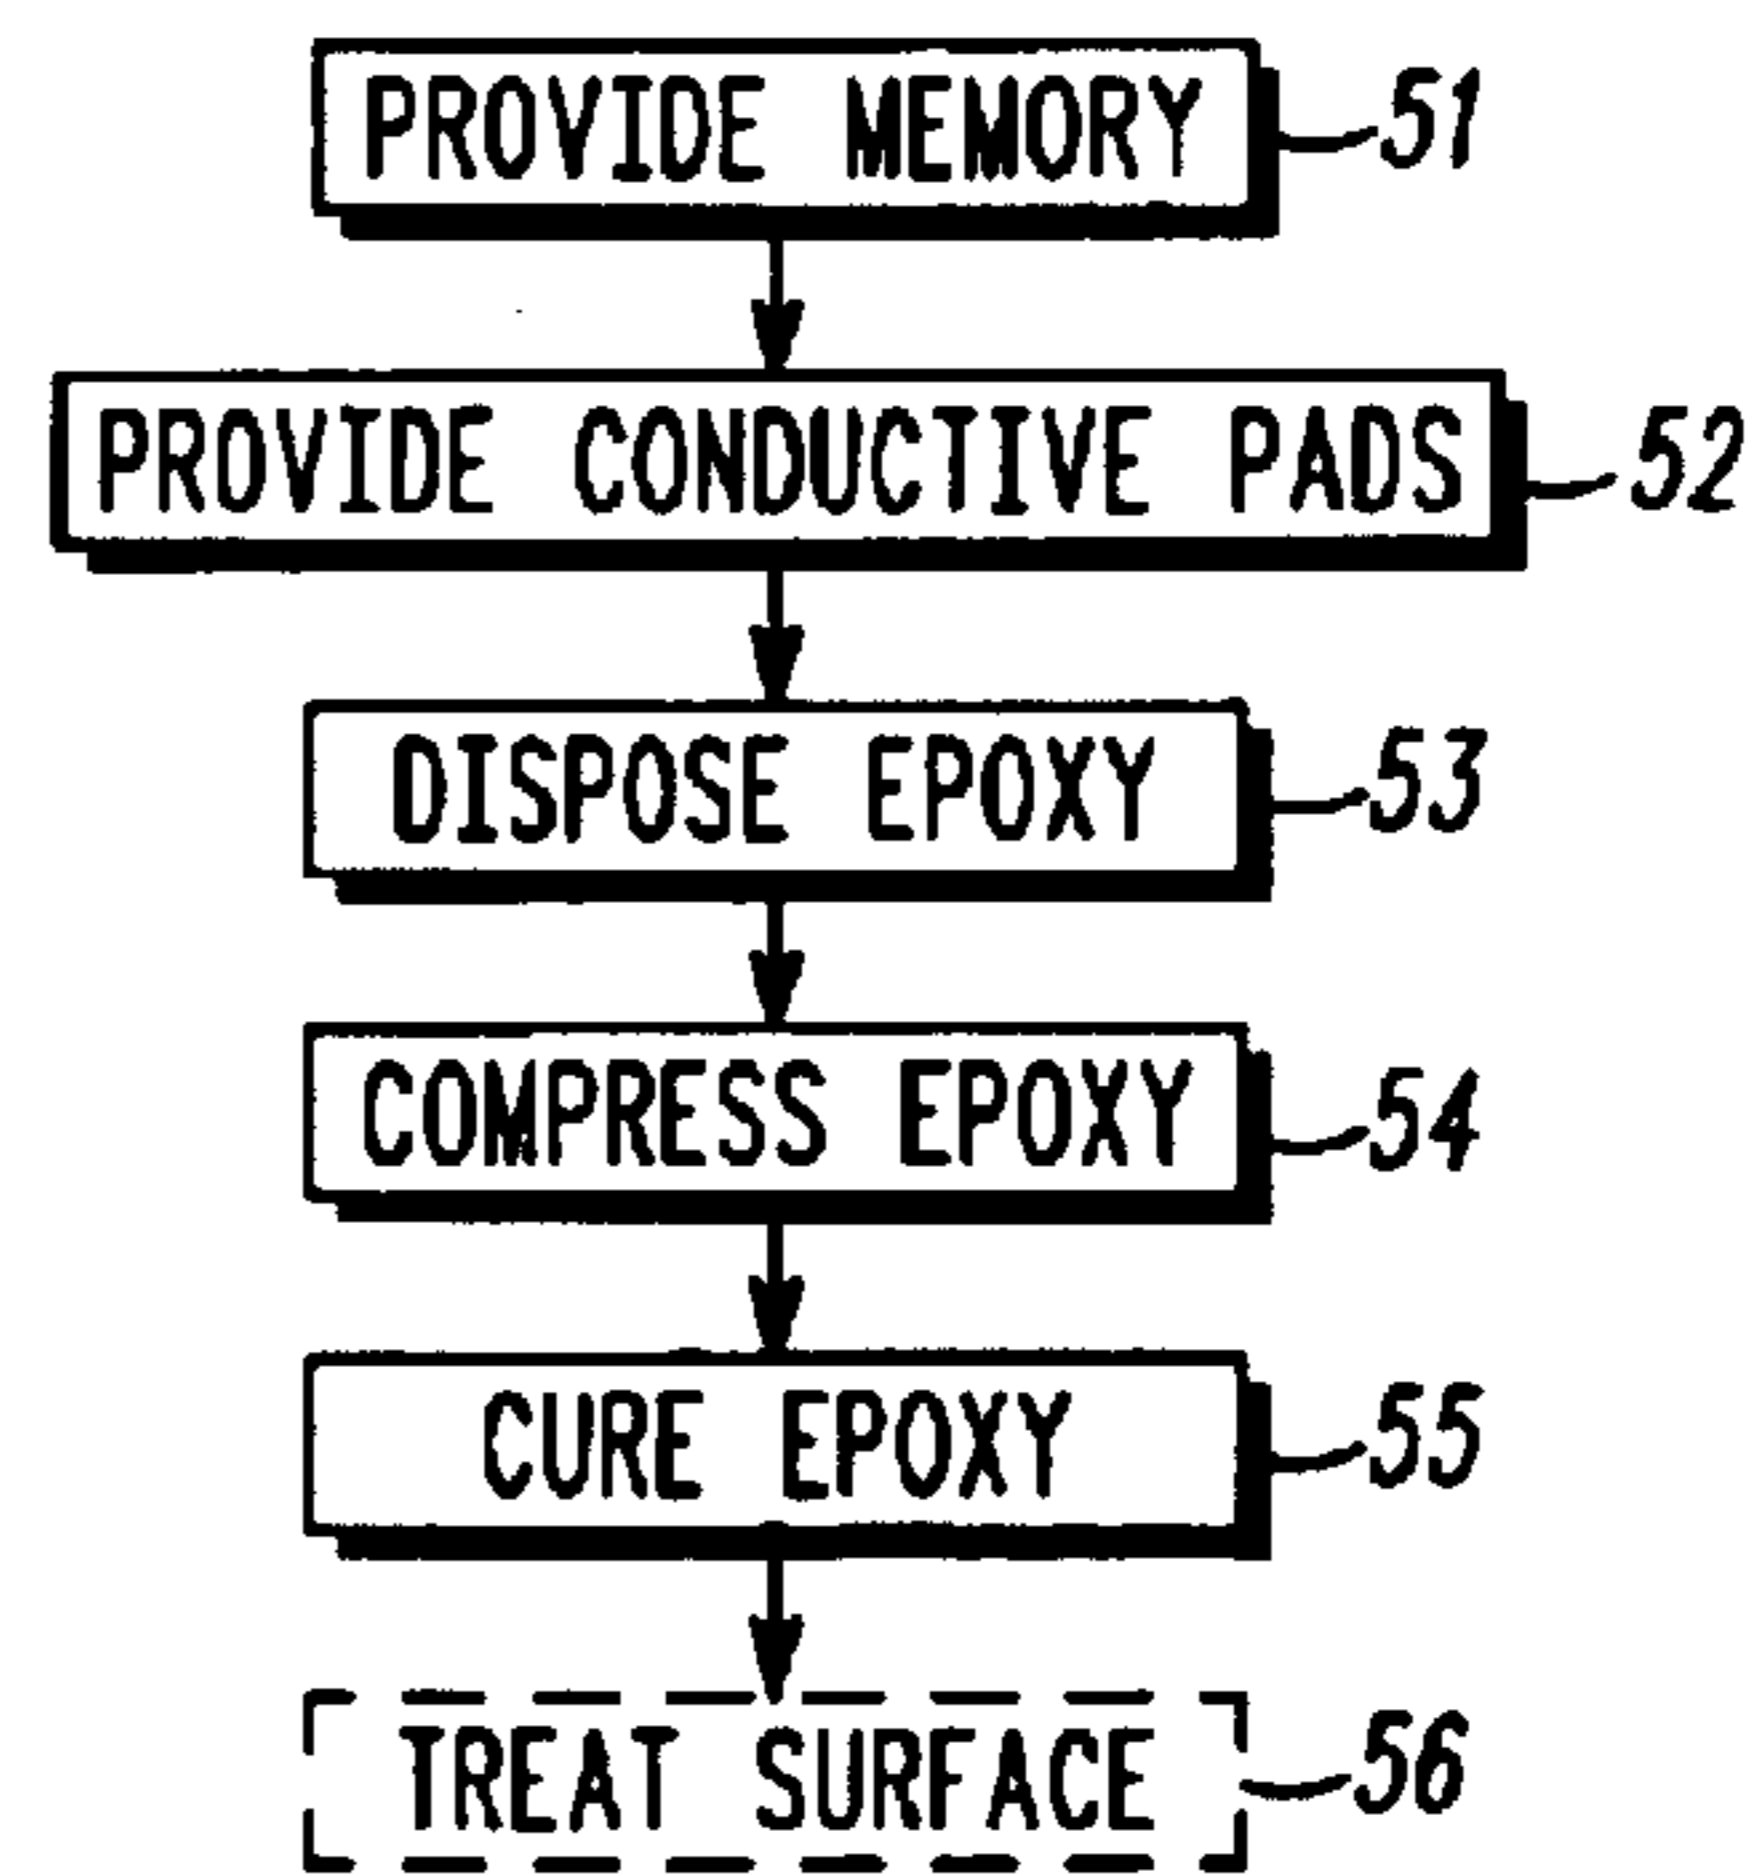 PROVIDE MEMORY 51
PROVIDE CONDUCTIVE PADS 52
DISPOSE EPOXY 53
COMPRESS EPOXY 54
CURE EPOXY 55
TREAT SURFACE 56